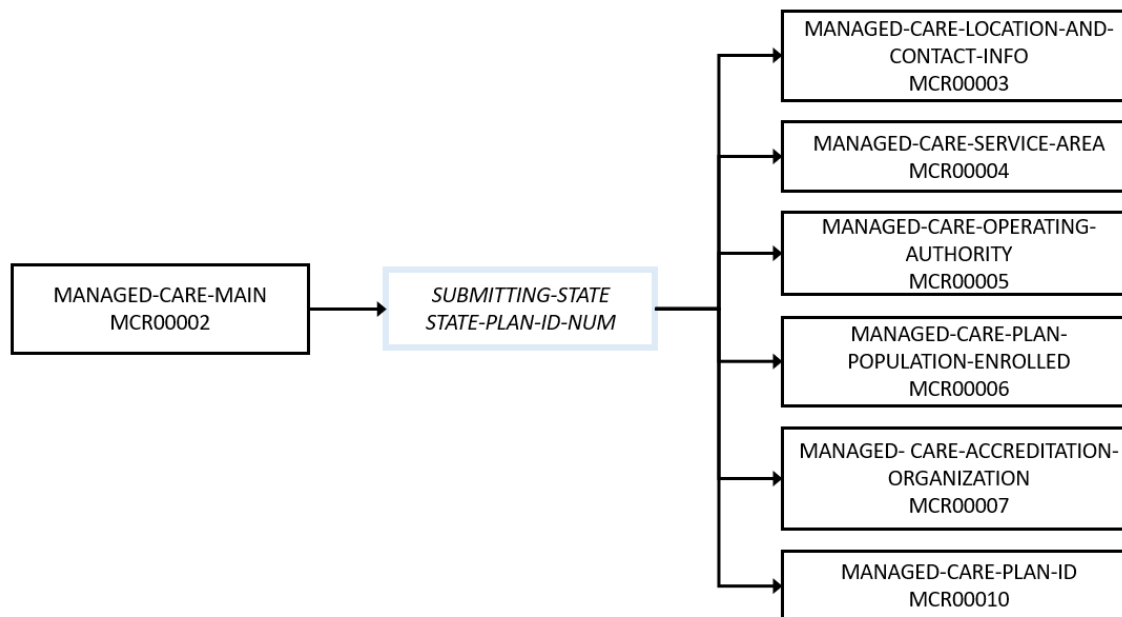 MANAGED-CARE-MAIN
MCR00002
SUBMITTING-STATE
STATE-PLAN-ID-NUM
MANAGED-CARE-LOCATION-AND-
CONTACT-INFO
MCR00003
MANAGED-CARE-SERVICE-AREA
MCR00004
MANAGED-CARE-OPERATING-
AUTHORITY
MCR00005
MANAGED-CARE-PLAN-
POPULATION-ENROLLED
MCR00006
MANAGED- CARE-ACCREDITATION-
ORGANIZATION
MCR00007
MANAGED-CARE-PLAN-ID
MCR00010